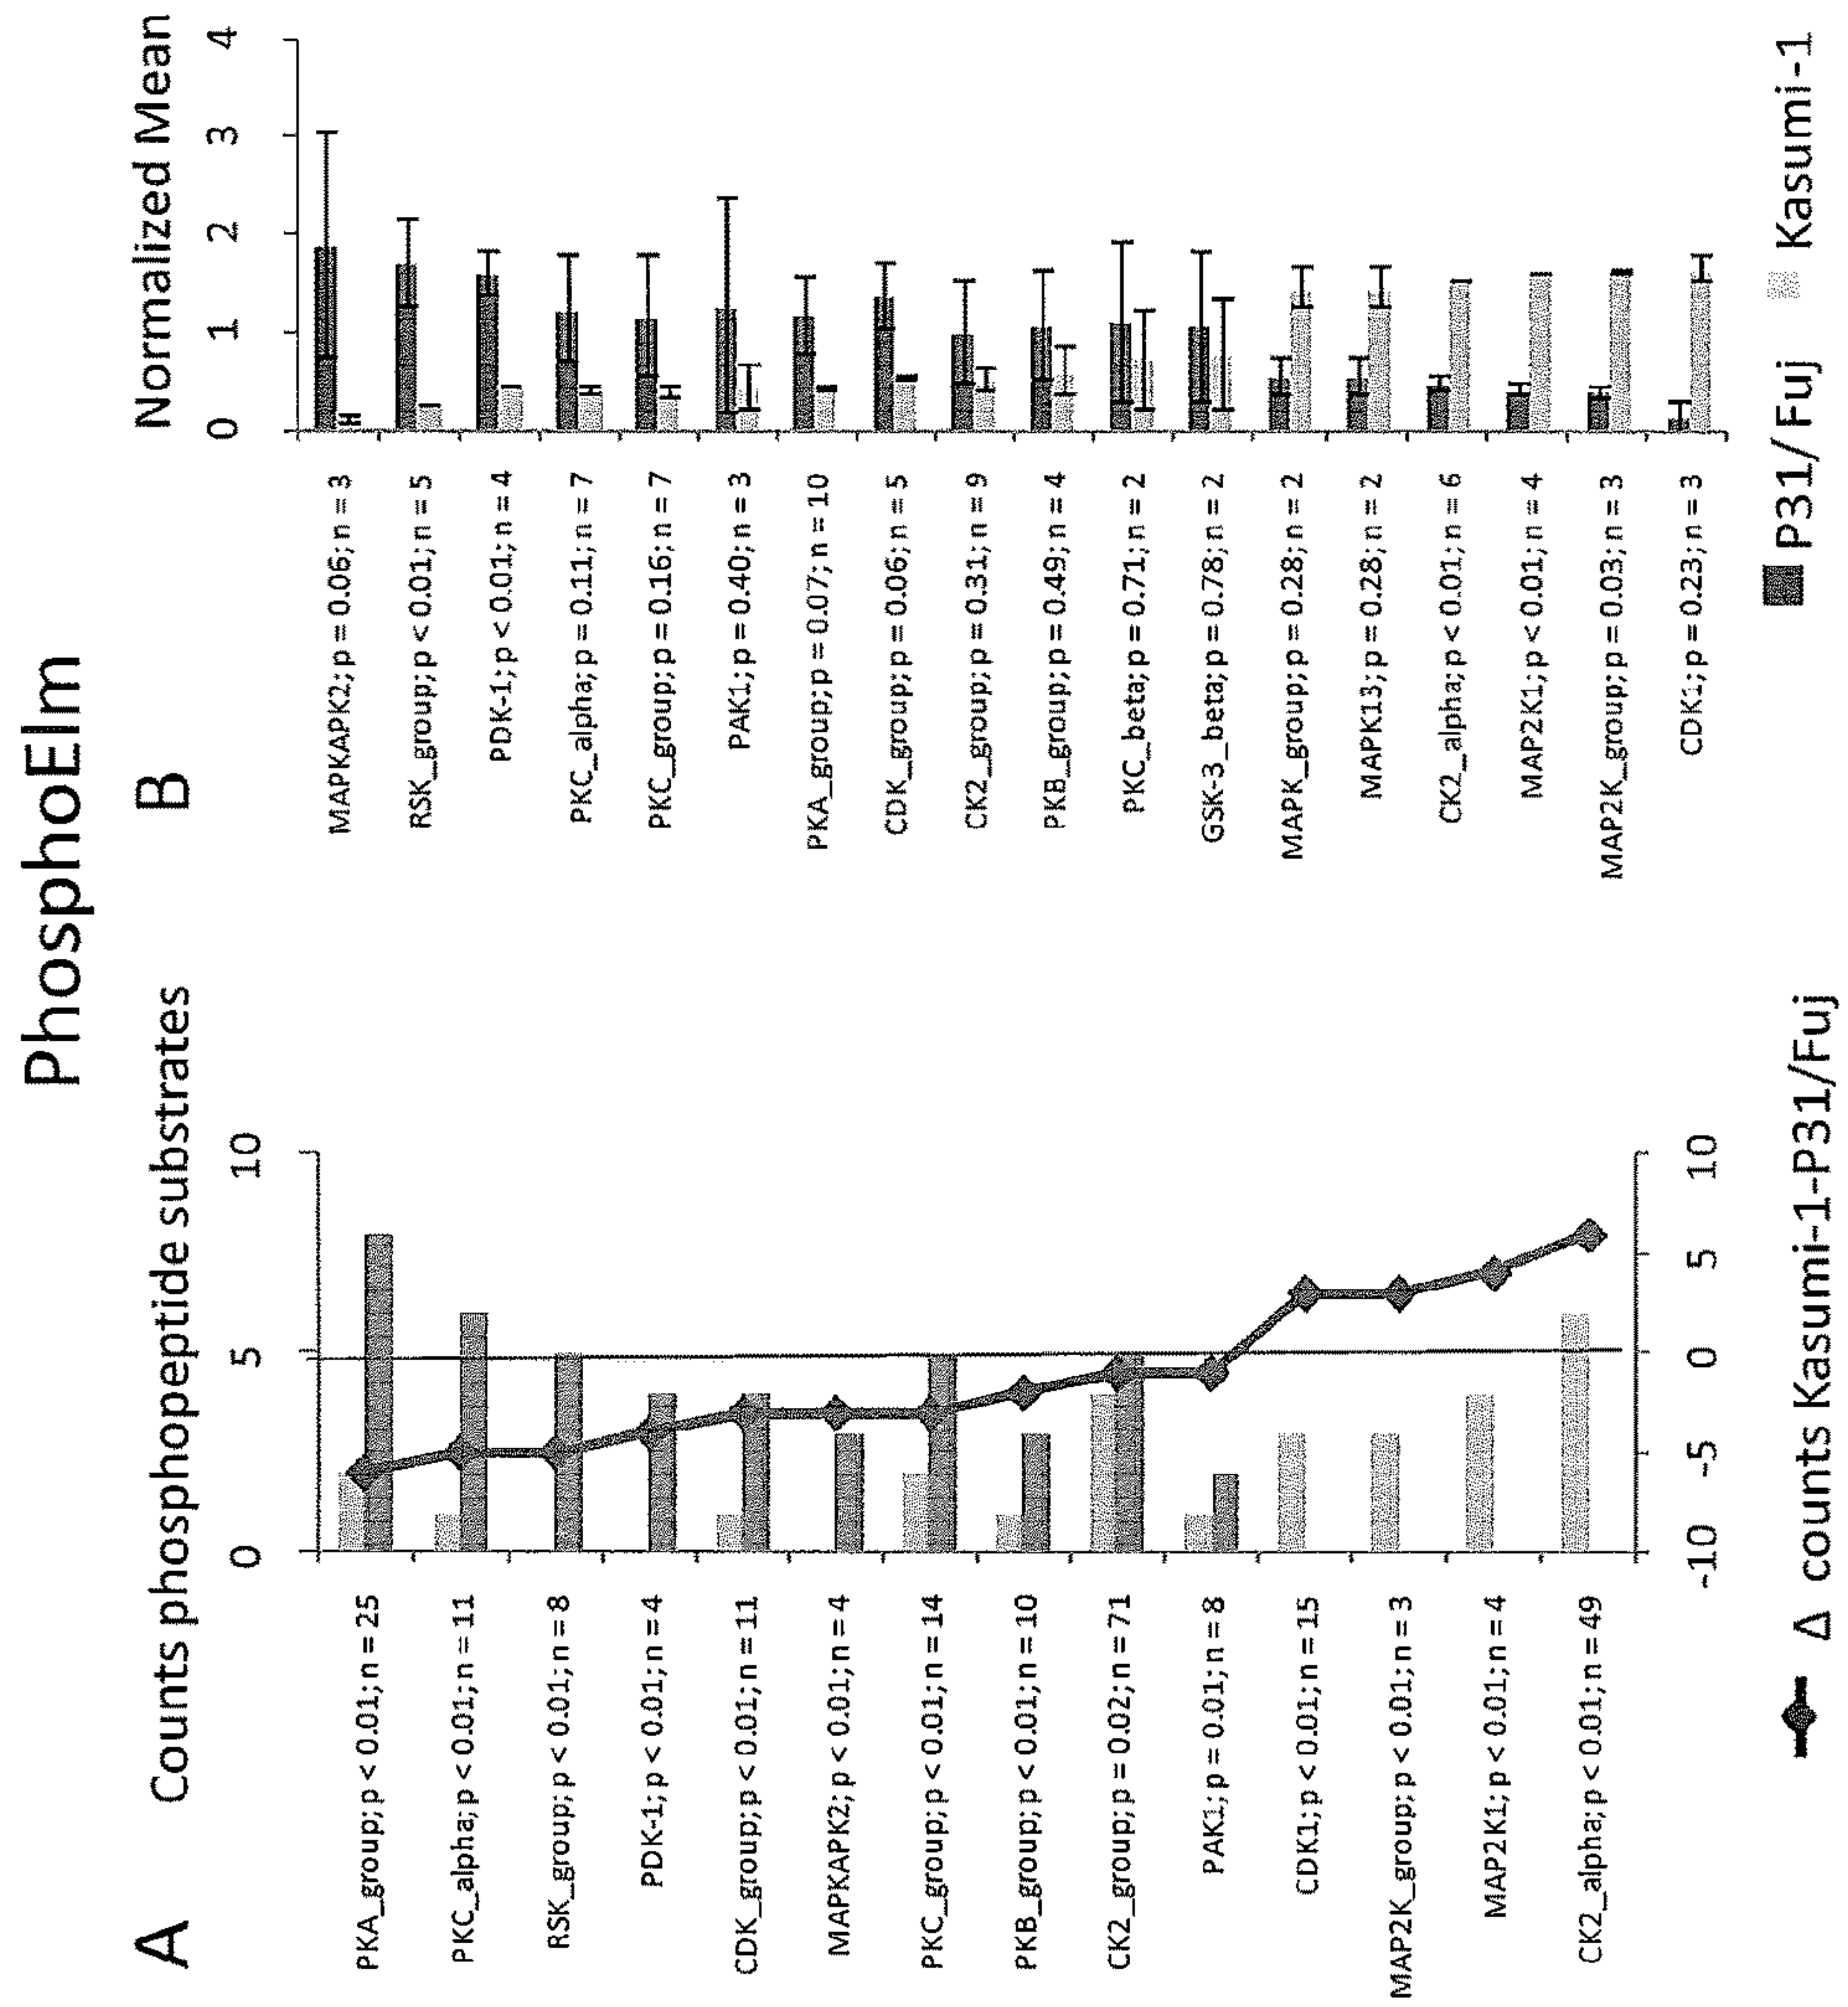 PhosphoElm
A
Counts phosphopeptide substrates
0 5 10
PKA_group; p < 0.01; n = 25
PKC_alpha; p < 0.01; n = 11
RSK_group; p < 0.01; n = 8
PDK-1; p < 0.01; n = 4
CDK_group; p < 0.01; n = 11
MAPKAPK2; p < 0.01; n = 4
PKC_group; p < 0.01; n = 14
PKB_group; p < 0.01; n = 10
CK2_group; p = 0.02; n = 71
PAK1; p = 0.01; n = 8
CDK1; p < 0.01; n = 15
MAP2K_group; p < 0.01; n = 3
MAP2K1; p < 0.01; n = 4
CK2_alpha; p < 0.01; n = 49
-10 -5 0 5 10
Δ counts Kasumi-1-P31/Fuj
B
Normalized Mean
0 1 2 3 4
MAPKAPK2; p = 0.06; n = 3
RSK_group; p < 0.01; n = 5
PDK-1; p < 0.01; n = 4
PKC_alpha; p = 0.11; n = 7
PKC_group; p = 0.16; n = 7
PAK1; p = 0.40; n = 3
PKA_group; p = 0.07; n = 10
CDK_group; p = 0.06; n = 5
CK2_group; p = 0.31; n = 9
PKB_group; p = 0.49; n = 4
PKC_beta; p = 0.71; n = 2
GSK-3_beta; p = 0.78; n = 2
MAPK_group; p = 0.28; n = 2
MAPK13; p = 0.28; n = 2
CK2_alpha; p < 0.01; n = 6
MAP2K1; p < 0.01; n = 4
MAP2K_group; p = 0.03; n = 3
CDK1; p = 0.23; n = 3
P31/Fuj Kasumi-1